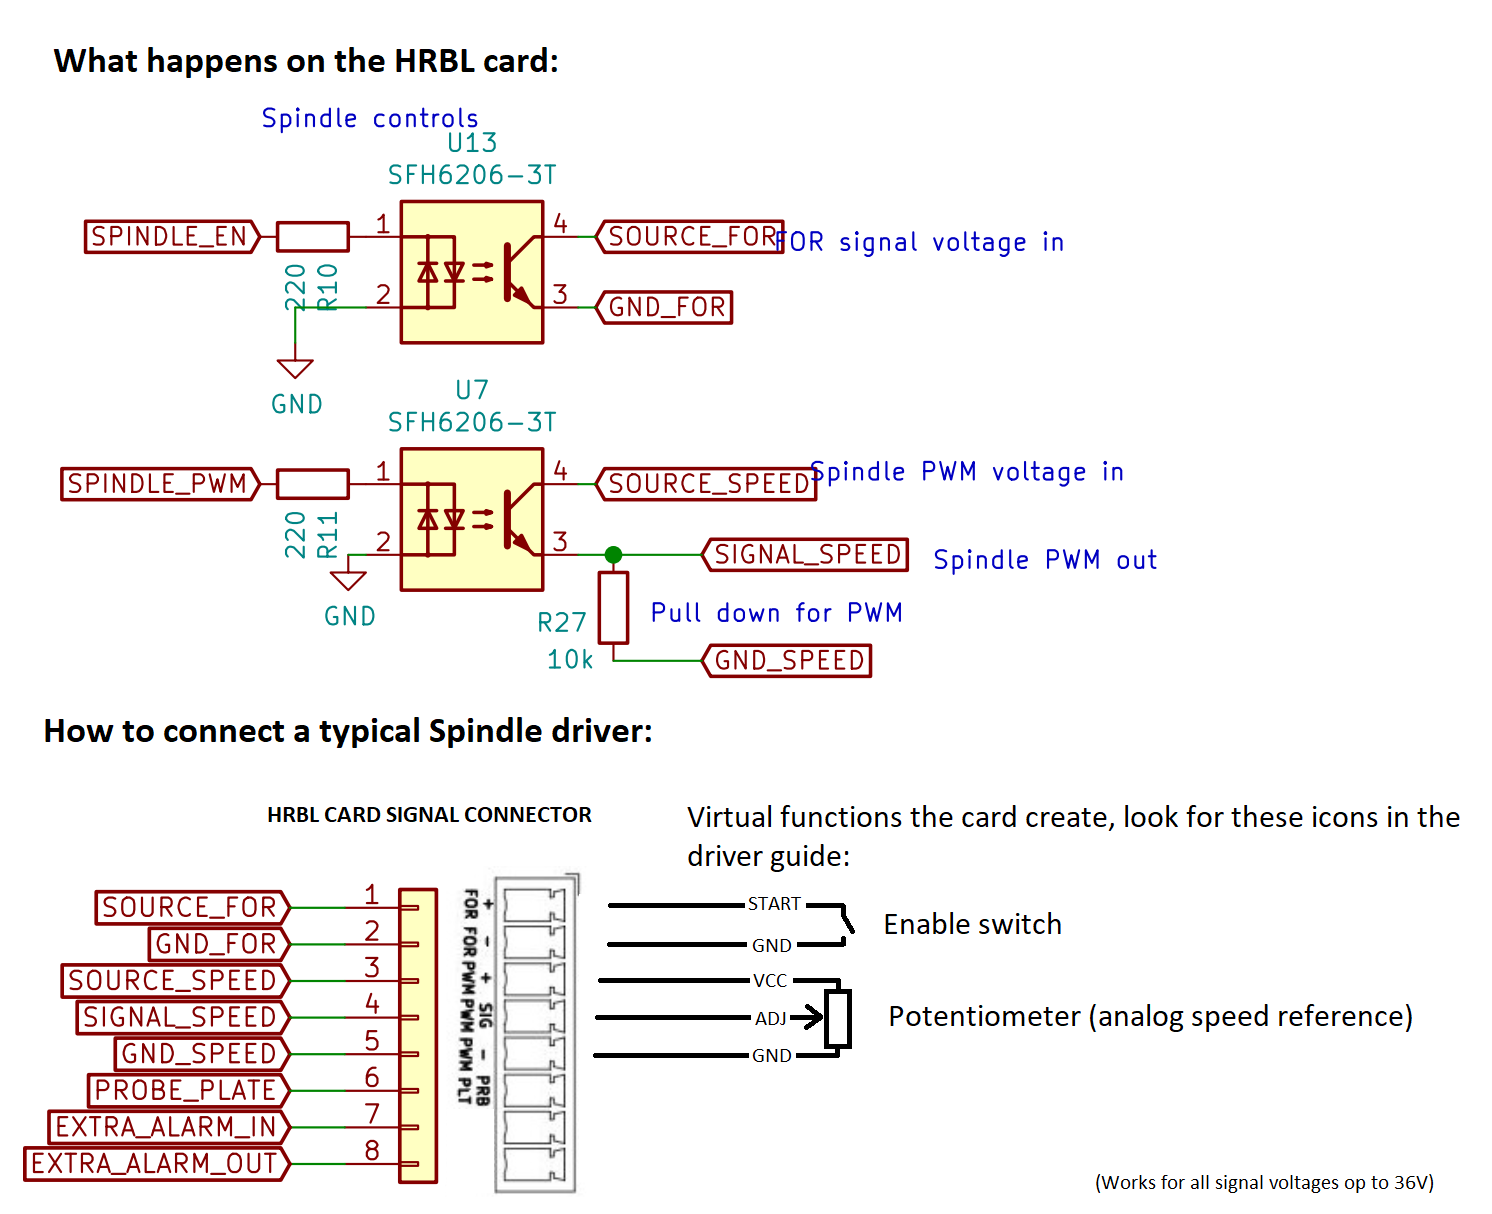 What happens on the HRBL card:
Spindle controls
U13
SFH6206-3T
SPINDLE_EN
1
4
SOURCE_FOR
FOR signal voltage in
220
R10
2
3
GND_FOR
GND
U7
SFH6206-3T
SPINDLE_PWM
1
4
SOURCE_SPEED
Spindle PWM voltage in
220
R11
2
3
SIGNAL_SPEED
Spindle PWM out
GND
R27
10k
Pull down for PWM
GND_SPEED
How to connect a typical Spindle driver:
HRBL CARD SIGNAL CONNECTOR
Virtual functions the card create, look for these icons in the
driver guide:
SOURCE_FOR 1
GND_FOR 2
SOURCE_SPEED 3
SIGNAL_SPEED 4
GND_SPEED 5
PROBE_PLATE 6
EXTRA_ALARM_IN 7
EXTRA_ALARM_OUT 8
FOR +
FOR -
PWM +
PWM SIG
PWM -
PLT PRB
START
GND
Enable switch
VCC
ADJ
GND
Potentiometer (analog speed reference)
(Works for all signal voltages op to 36V)